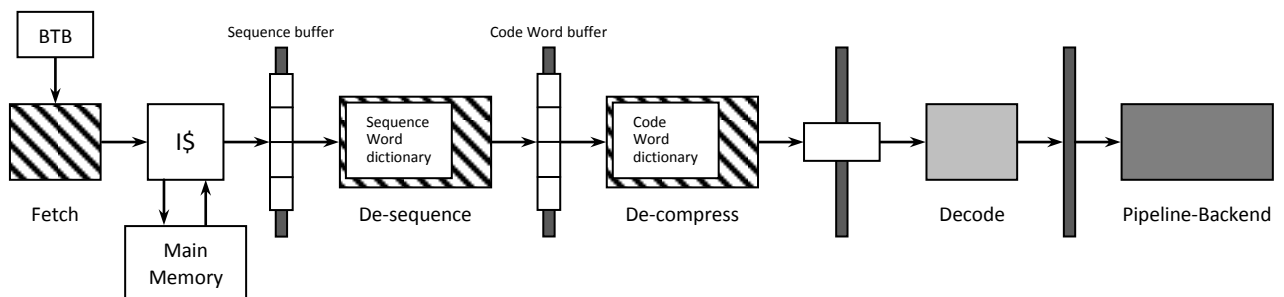 BTB
Sequence buffer
Code Word buffer
I$
Sequence
Word
dictionary
Code
Word
dictionary
Fetch
De-sequence
De-compress
Decode
Pipeline-Backend
Main
Memory